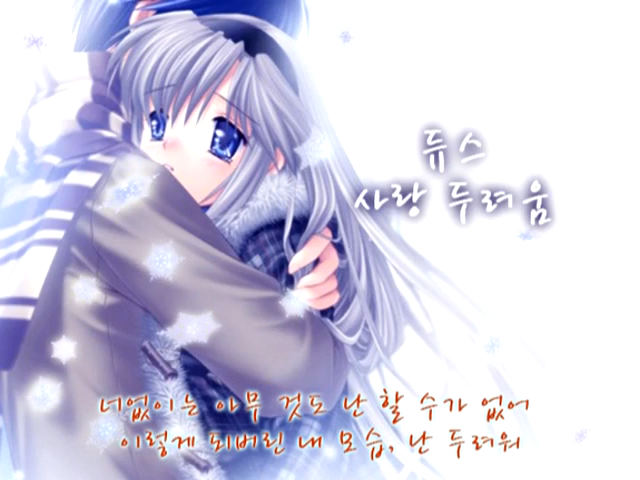 듀스
사랑 두려움
너없이는 아무 것도 난 할 수가 없어
이렇게 되버린 내 모습, 난 두려워